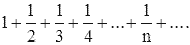 1 + 1/2 + 1/3 + 1/4 + ... + 1/n + ....